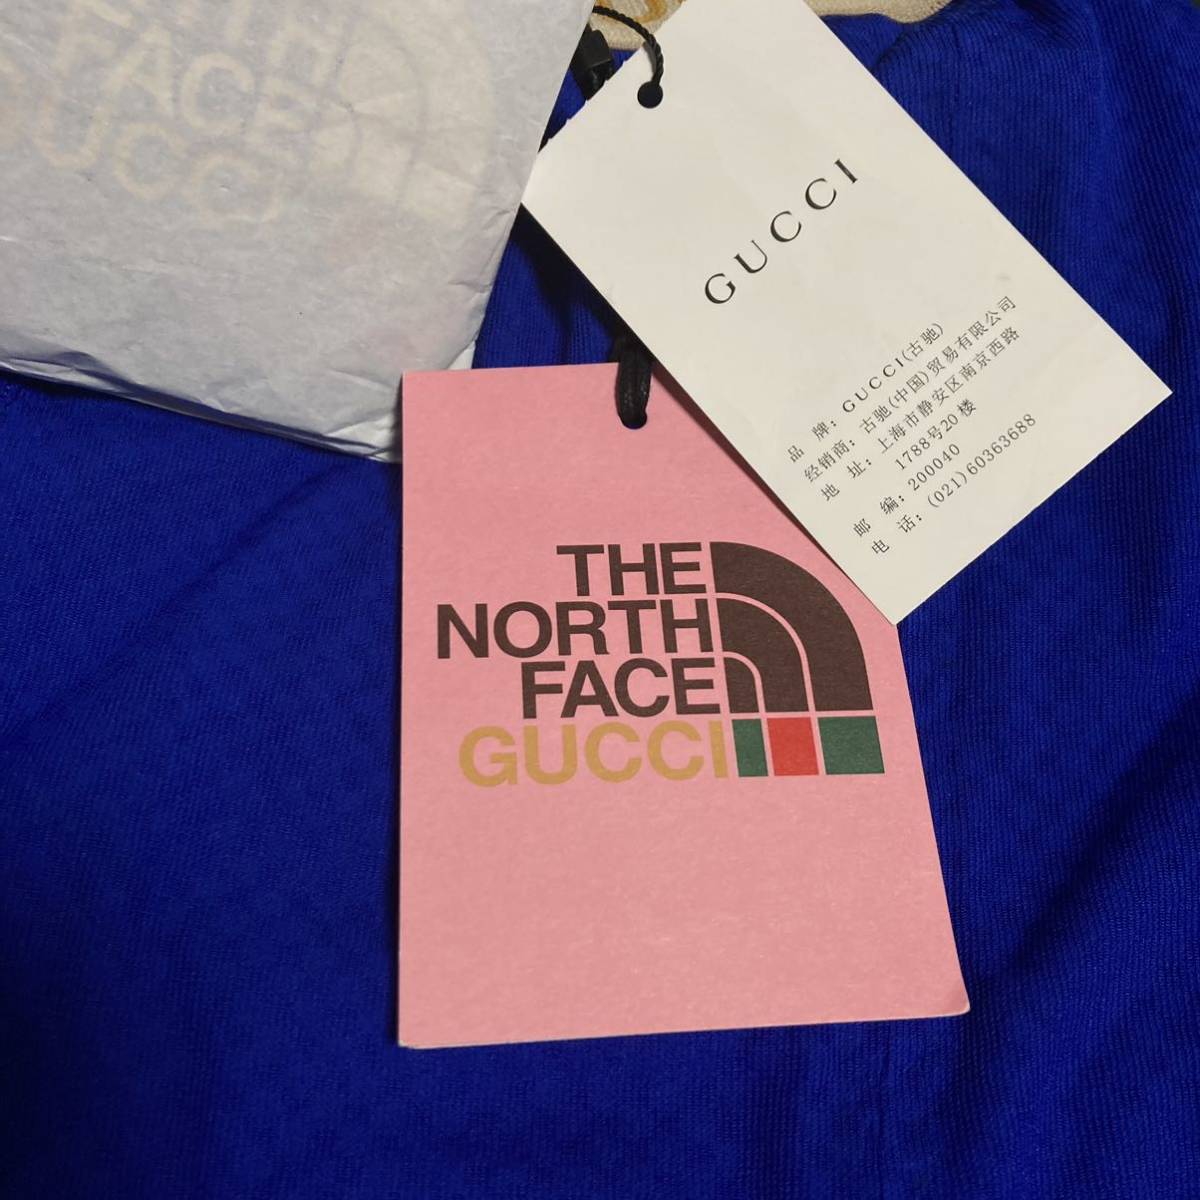 NORTH
FACE
GUCCI
GUCCI
品 牌：GUCCI(古驰)
经销商：古驰(中国)贸易有限公司
地 址：上海市静安区南京西路
1788号20楼
邮 编：200040
电 话：(021)60363688
THE
NORTH
FACE
GUCCI